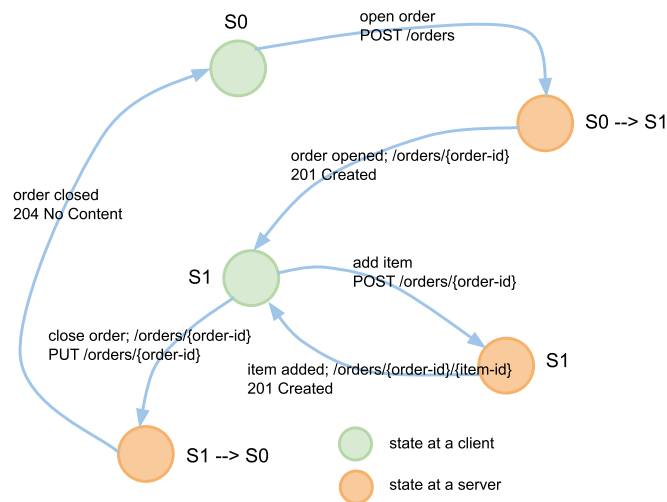 S0
open order
POST /orders
S0 --> S1
order opened; /orders/{order-id}
201 Created
order closed
204 No Content
S1
add item
POST /orders/{order-id}
close order; /orders/{order-id}
PUT /orders/{order-id}
item added; /orders/{order-id}/{item-id}
201 Created
S1
S1 --> S0
state at a client
state at a server